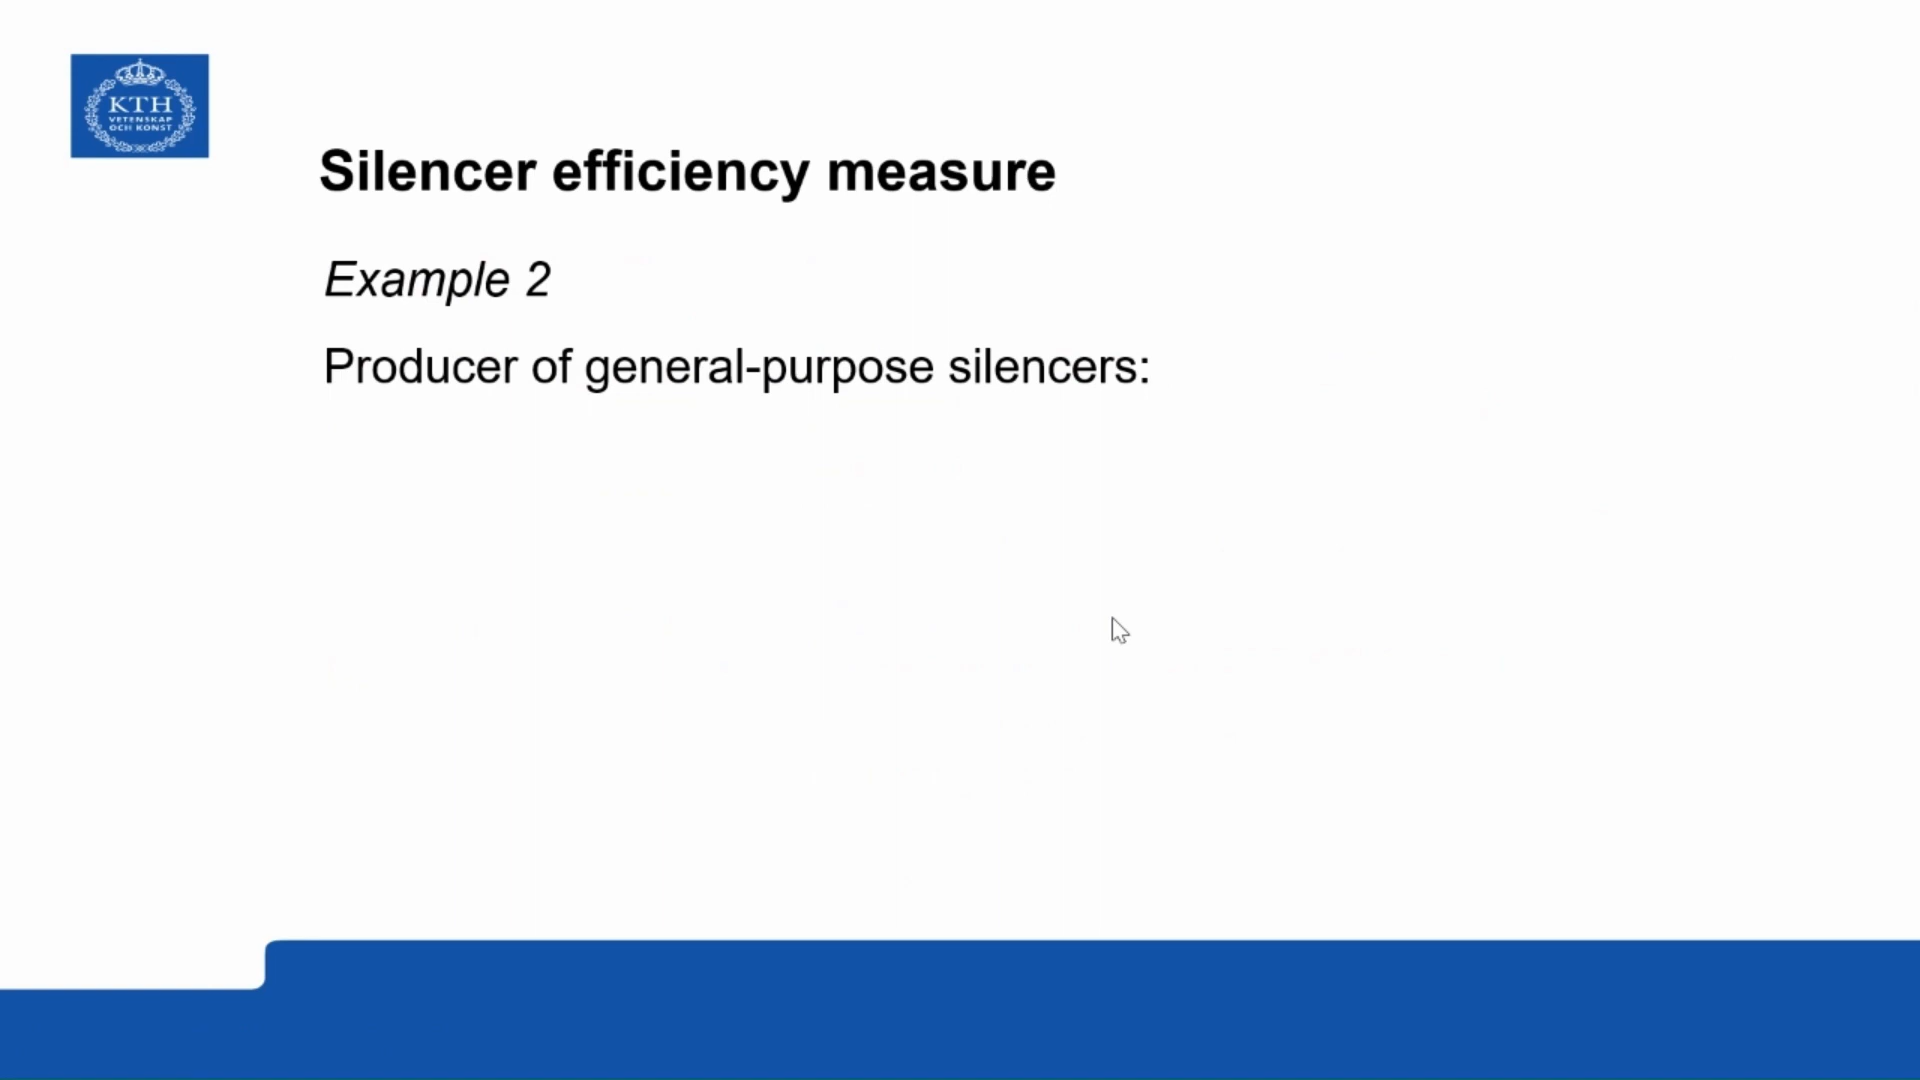 KTH
VETENSKAP
OCH KONST
Silencer efficiency measure
Example 2
Producer of general-purpose silencers: